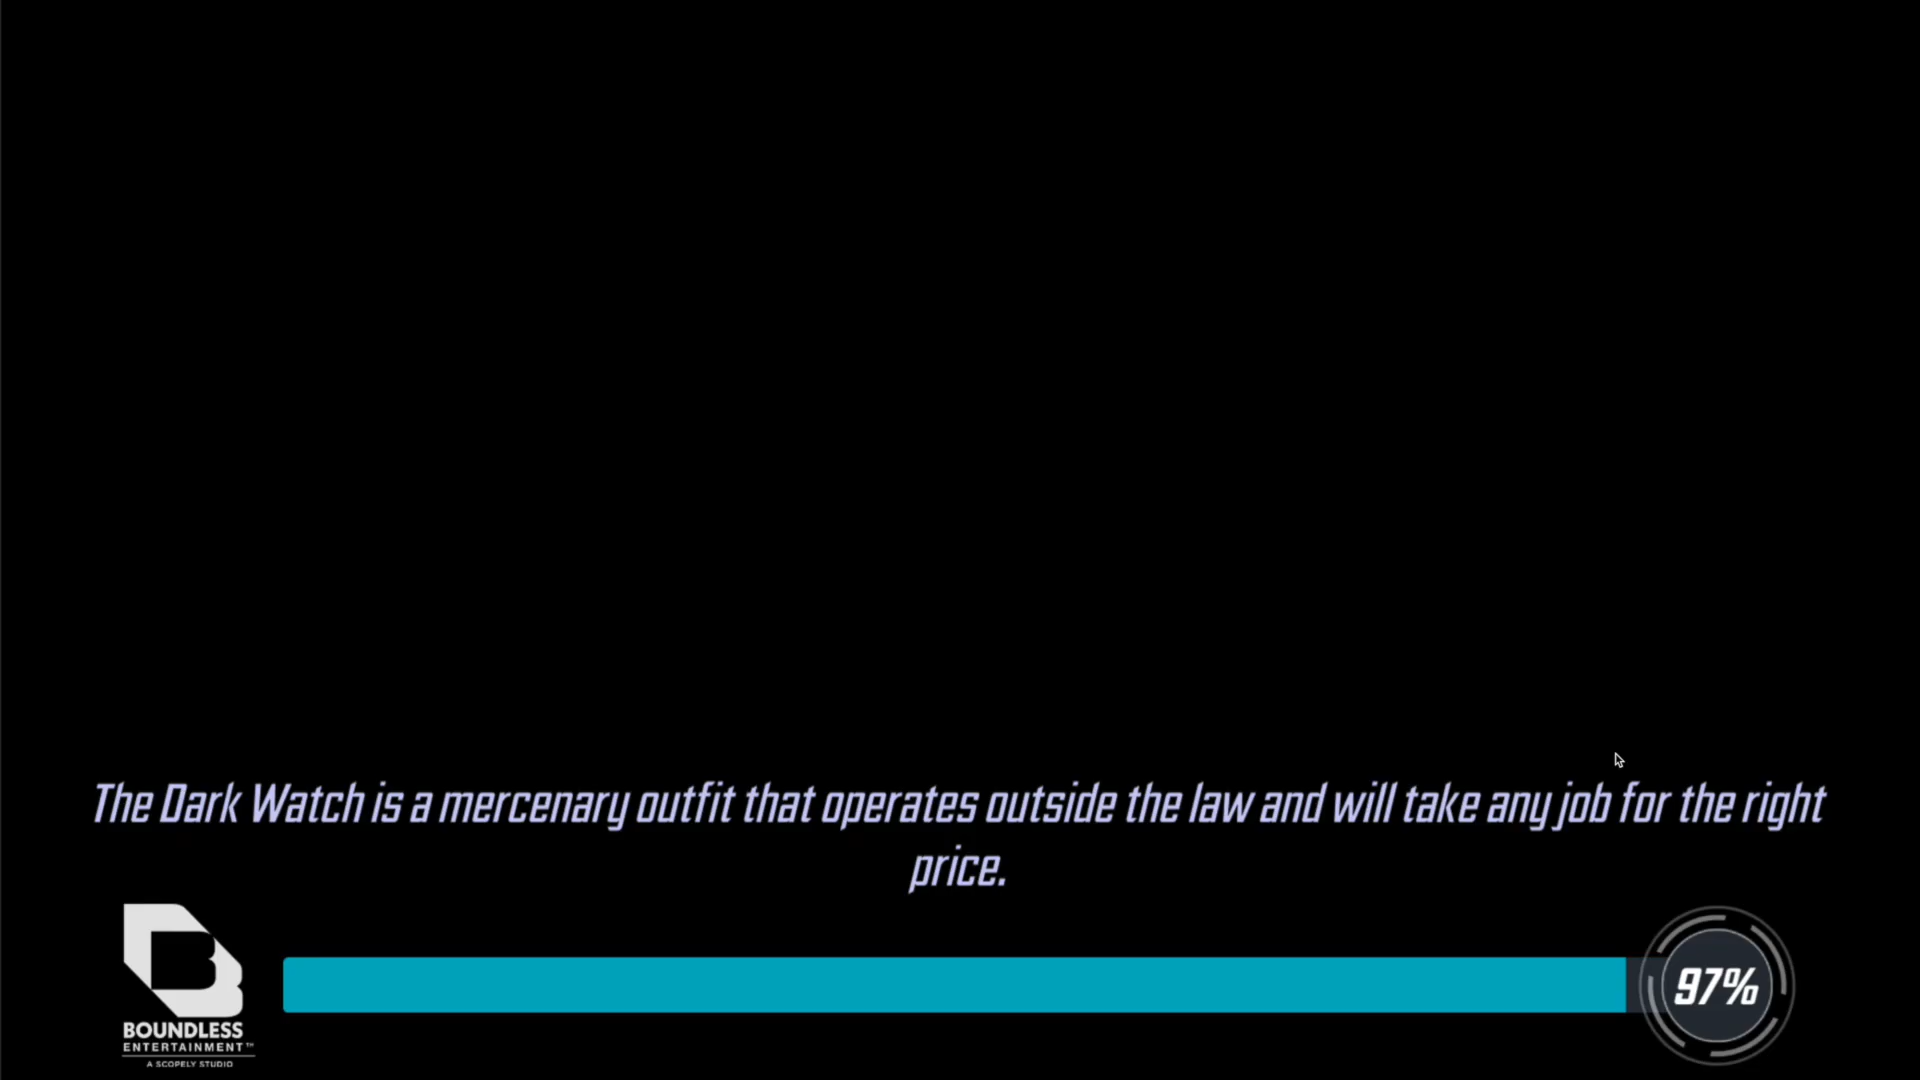 The Dark Watch is a mercenary outfit that operates outside the law and will take any job for the right
price.
97%
BOUNDLESS
ENTERTAINMENT™
A SCOPELY STUDIO